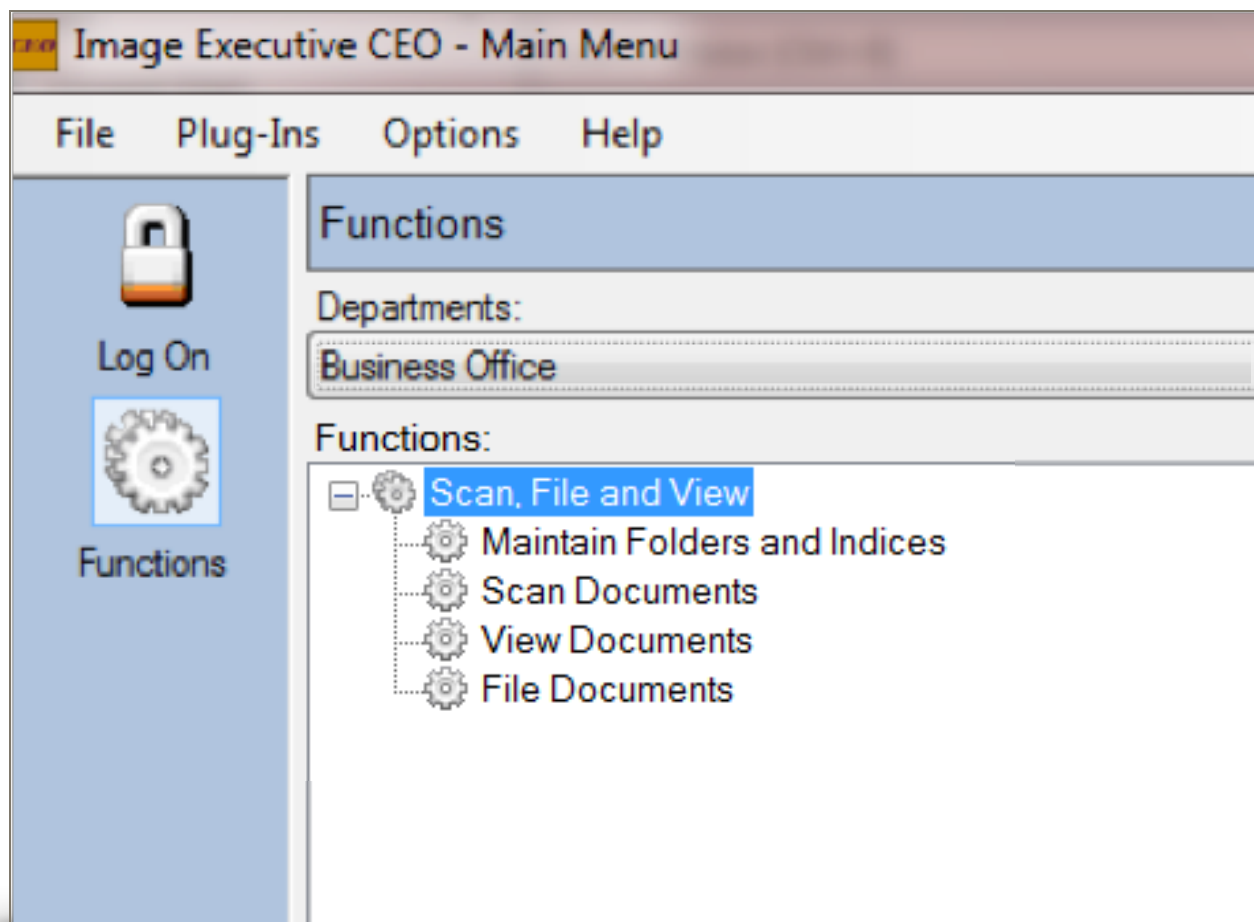 CEO Image Executive CEO - Main Menu
File Plug-Ins Options Help
Log On
Functions
Functions
Departments:
Business Office
Functions:
Scan, File and View
Maintain Folders and Indices
Scan Documents
View Documents
File Documents